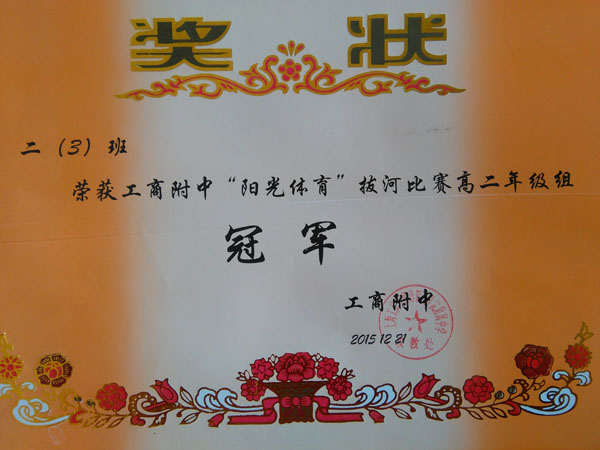 奖 状
二(3)班
荣获工商附中“阳光体育”拔河比赛高二年级组
冠 军
工商附中
2015 12 21